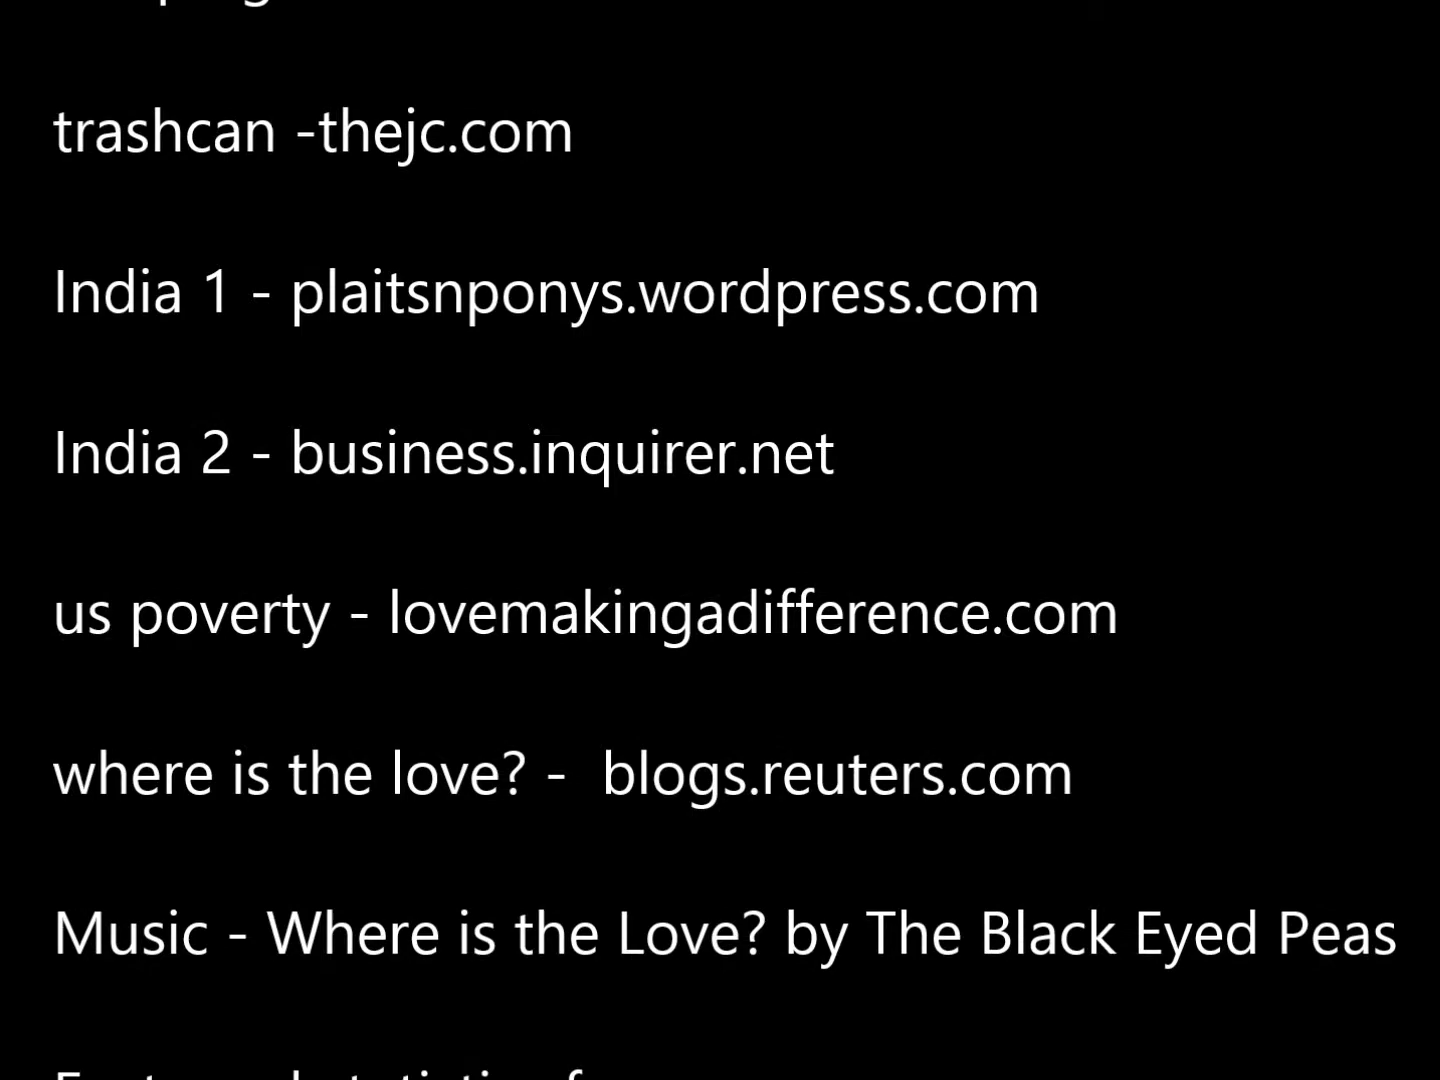 trashcan -thejc.com
India 1 - plaitsnponys.wordpress.com
India 2 - business.inquirer.net
us poverty - lovemakingadifference.com
where is the love? -  blogs.reuters.com
Music - Where is the Love? by The Black Eyed Peas